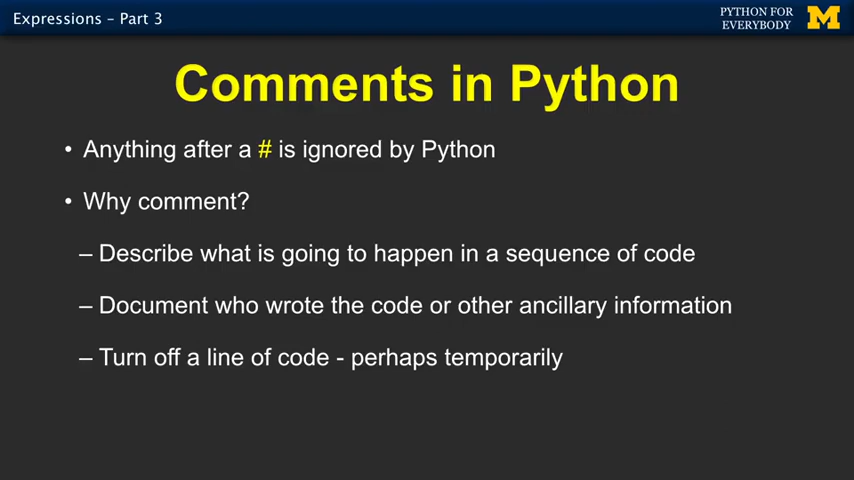 Expressions – Part 3
PYTHON FOR
EVERYBODY
M
Comments in Python
• Anything after a # is ignored by Python
• Why comment?
– Describe what is going to happen in a sequence of code
– Document who wrote the code or other ancillary information
– Turn off a line of code - perhaps temporarily